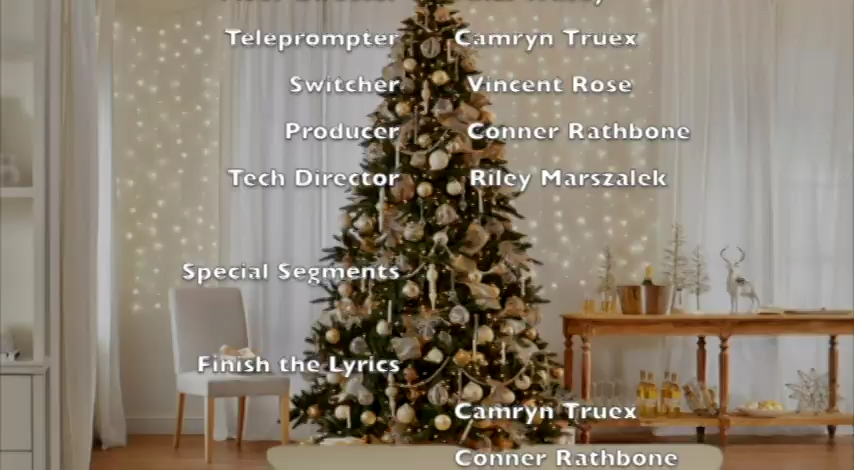 Teleprompter Camryn Truex
Switcher Vincent Rose
Producer Conner Rathbone
Tech Director Riley Marszalek
Special Segments
Finish the Lyrics
Camryn Truex
Conner Rathbone